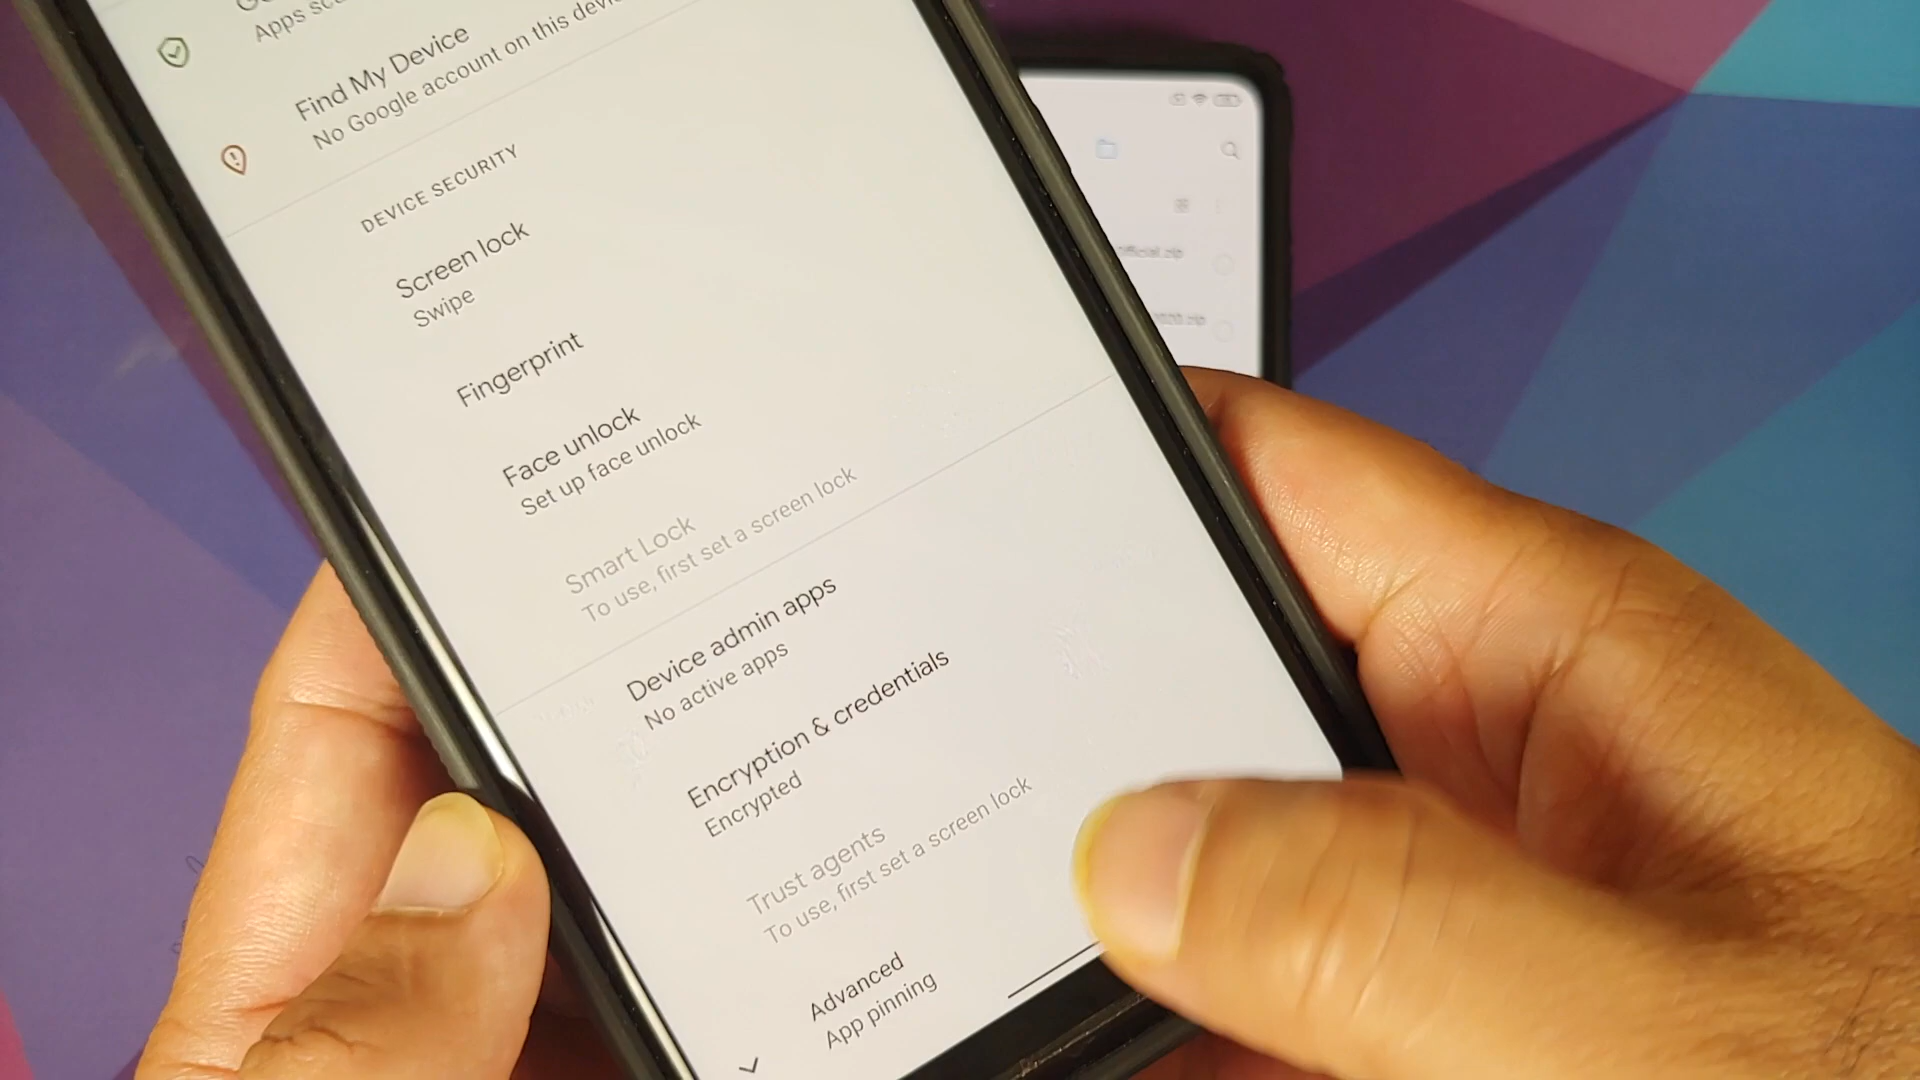 Apps
Find My Device
No Google account on this
DEVICE SECURITY
Screen lock
Swipe
Fingerprint
Face unlock
Set up face unlock
Smart Lock
To use, first set a screen lock
Device admin apps
No active apps
Encryption & credentials
Encrypted
Trust agents
To use, first set a screen lock
Advanced
App pinning